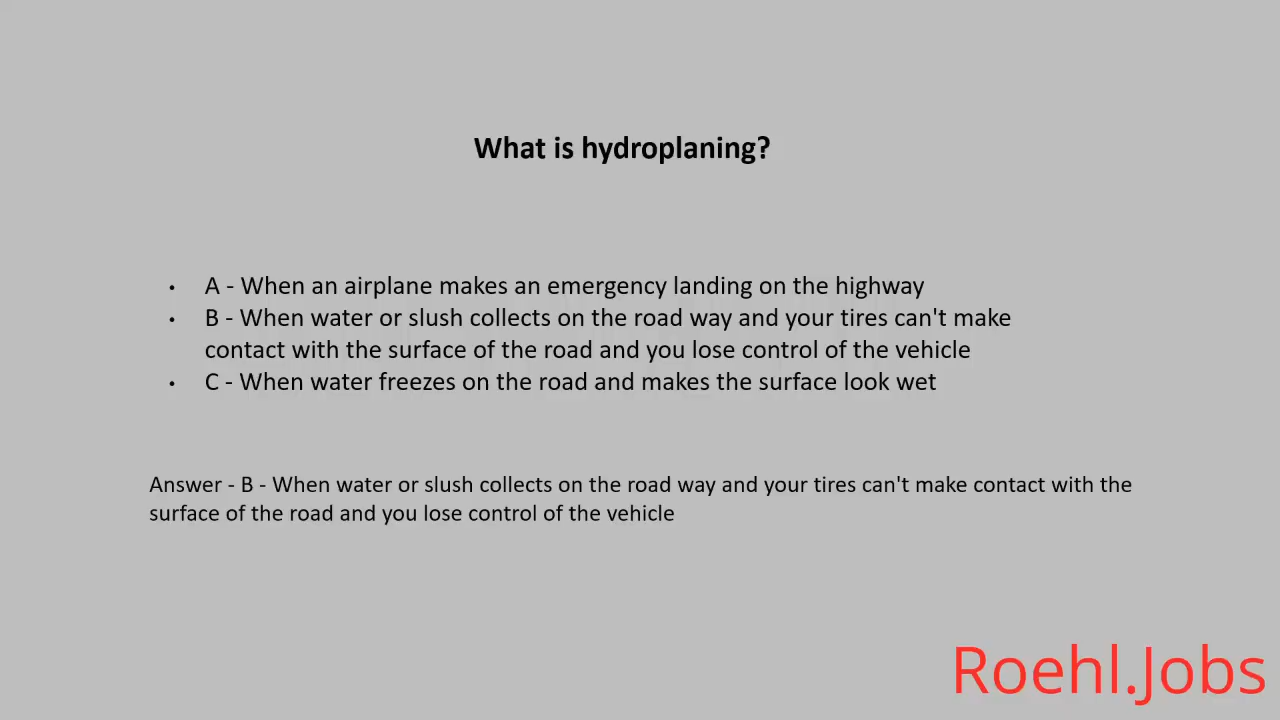 What is hydroplaning?
• A - When an airplane makes an emergency landing on the highway
• B - When water or slush collects on the road way and your tires can't make
contact with the surface of the road and you lose control of the vehicle
• C - When water freezes on the road and makes the surface look wet
Answer - B - When water or slush collects on the road way and your tires can't make contact with the
surface of the road and you lose control of the vehicle
Roehl.Jobs